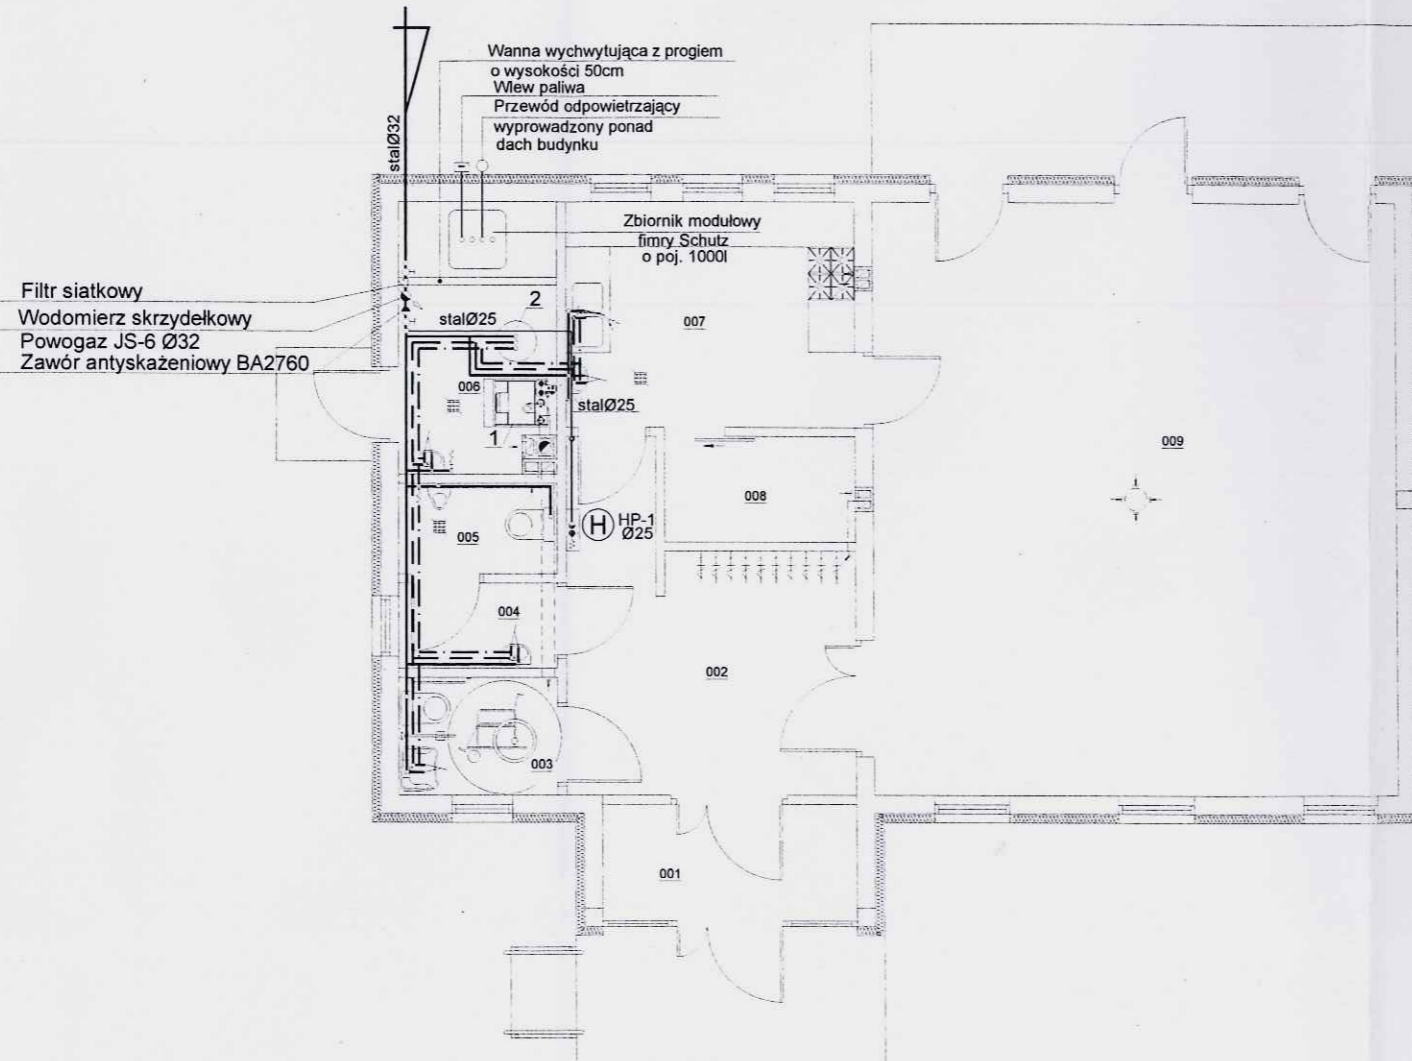 Wanna wychwytująca z progiem
o wysokości 50cm
Wlew paliwa
Przewód odpowietrzający
wyprowadzony ponad
dach budynku
stalØ32
Zbiornik modułowy
fimry Schutz
o poj. 1000l
Filtr siatkowy
Wodomierz skrzydełkowy
Powogaz JS-6 Ø32
Zawór antyskażeniowy BA2760
stalØ25
2
007
006
stalØ25
1
009
008
H HP-1
Ø25
005
004
002
003
001